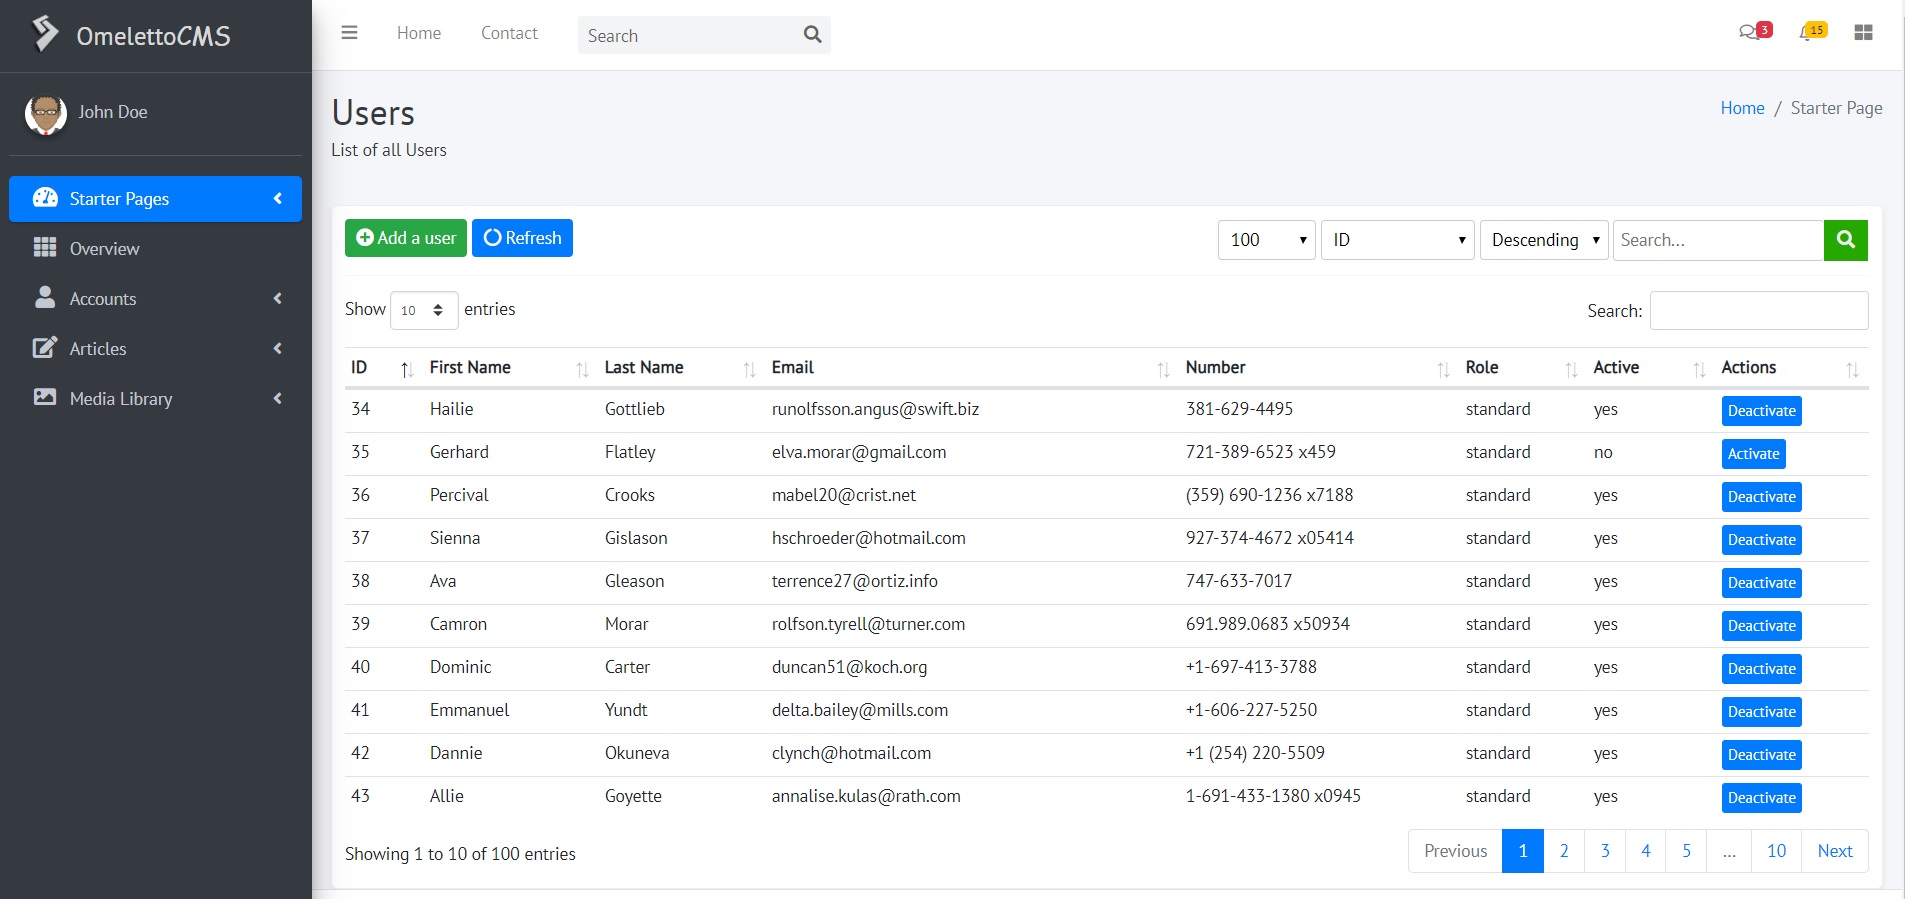 OmelettoCMS
Home Contact Search 3 15
John Doe
Starter Pages
Overview
Accounts
Articles
Media Library
Users
Home / Starter Page
List of all Users
Add a user Refresh 100 ID Descending Search...
Show 10 entries Search:
ID First Name Last Name Email Number Role Active Actions
34 Hailie Gottlieb runolfsson.angus@swift.biz 381-629-4495 standard yes Deactivate
35 Gerhard Flatley elva.morar@gmail.com 721-389-6523 x459 standard no Activate
36 Percival Crooks mabel20@crist.net (359) 690-1236 x7188 standard yes Deactivate
37 Sienna Gislason hschroeder@hotmail.com 927-374-4672 x05414 standard yes Deactivate
38 Ava Gleason terrence27@ortiz.info 747-633-7017 standard yes Deactivate
39 Camron Morar rolfson.tyrell@turner.com 691.989.0683 x50934 standard yes Deactivate
40 Dominic Carter duncan51@koch.org +1-697-413-3788 standard yes Deactivate
41 Emmanuel Yundt delta.bailey@mills.com +1-606-227-5250 standard yes Deactivate
42 Dannie Okuneva clynch@hotmail.com +1 (254) 220-5509 standard yes Deactivate
43 Allie Goyette annalise.kulas@rath.com 1-691-433-1380 x0945 standard yes Deactivate
Showing 1 to 10 of 100 entries Previous 1 2 3 4 5 ... 10 Next